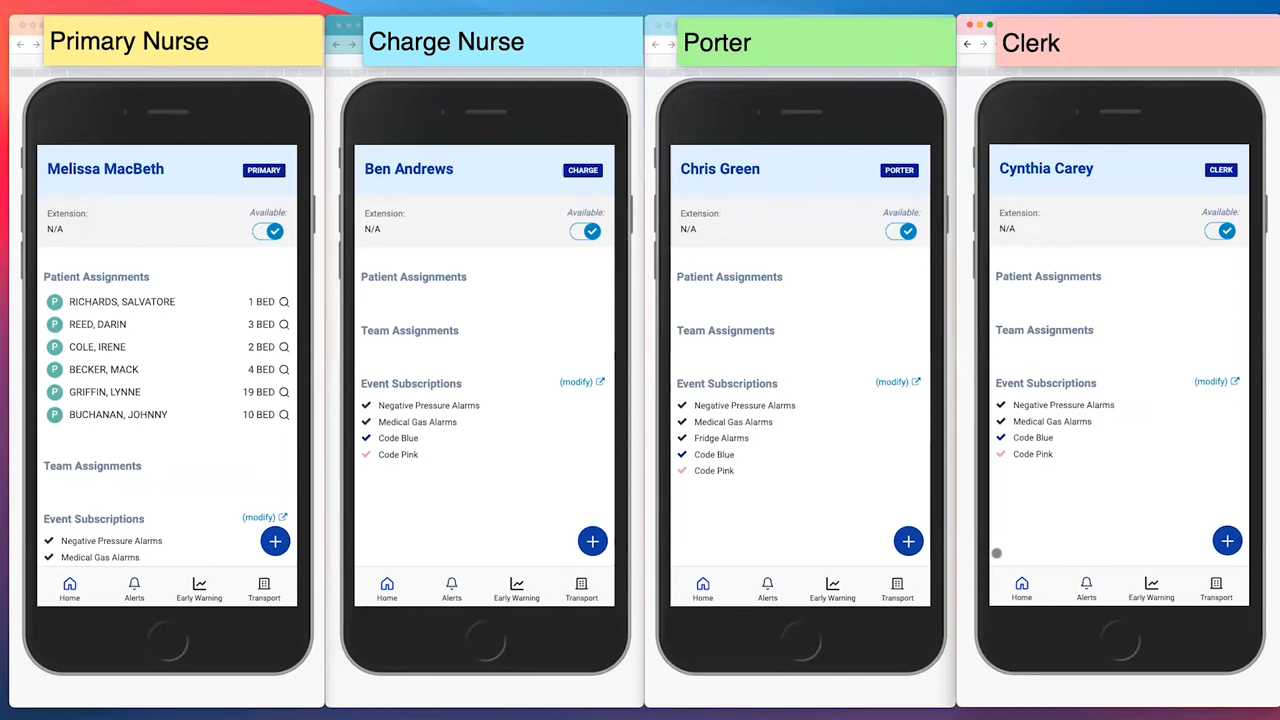 Primary Nurse
Melissa MacBeth
PRIMARY
Extension:
Available:
N/A
Patient Assignments
P RICHARDS, SALVATORE 1 BED
P REED, DARIN 3 BED
P COLE, IRENE 2 BED
P BECKER, MACK 4 BED
P GRIFFIN, LYNNE 19 BED
P BUCHANAN, JOHNNY 10 BED
Team Assignments
Event Subscriptions (modify)
Negative Pressure Alarms
Medical Gas Alarms
Home Alerts Early Warning Transport
Charge Nurse
Ben Andrews
CHARGE
Extension:
Available:
N/A
Patient Assignments
Team Assignments
Event Subscriptions (modify)
Negative Pressure Alarms
Medical Gas Alarms
Code Blue
Code Pink
Home Alerts Early Warning Transport
Porter
Chris Green
PORTER
Extension:
Available:
N/A
Patient Assignments
Team Assignments
Event Subscriptions (modify)
Negative Pressure Alarms
Medical Gas Alarms
Fridge Alarms
Code Blue
Code Pink
Home Alerts Early Warning Transport
Clerk
Cynthia Carey
CLERK
Extension:
Available:
N/A
Patient Assignments
Team Assignments
Event Subscriptions (modify)
Negative Pressure Alarms
Medical Gas Alarms
Code Blue
Code Pink
Home Alerts Early Warning Transport